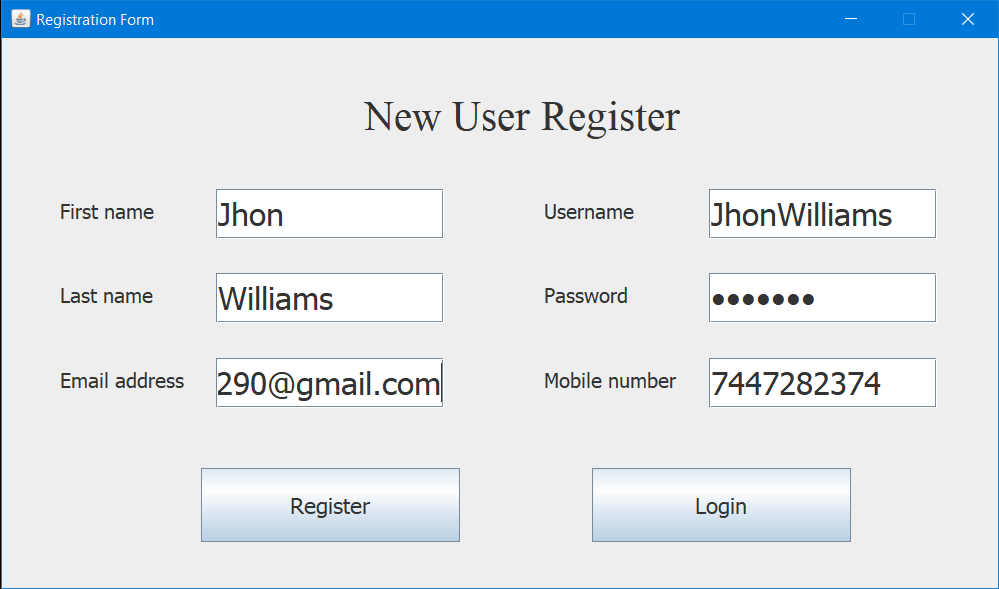 Registration Form
New User Register
First name Jhon Username JhonWilliams
Last name Williams Password •••••••
Email address 290@gmail.com Mobile number 7447282374
Register Login